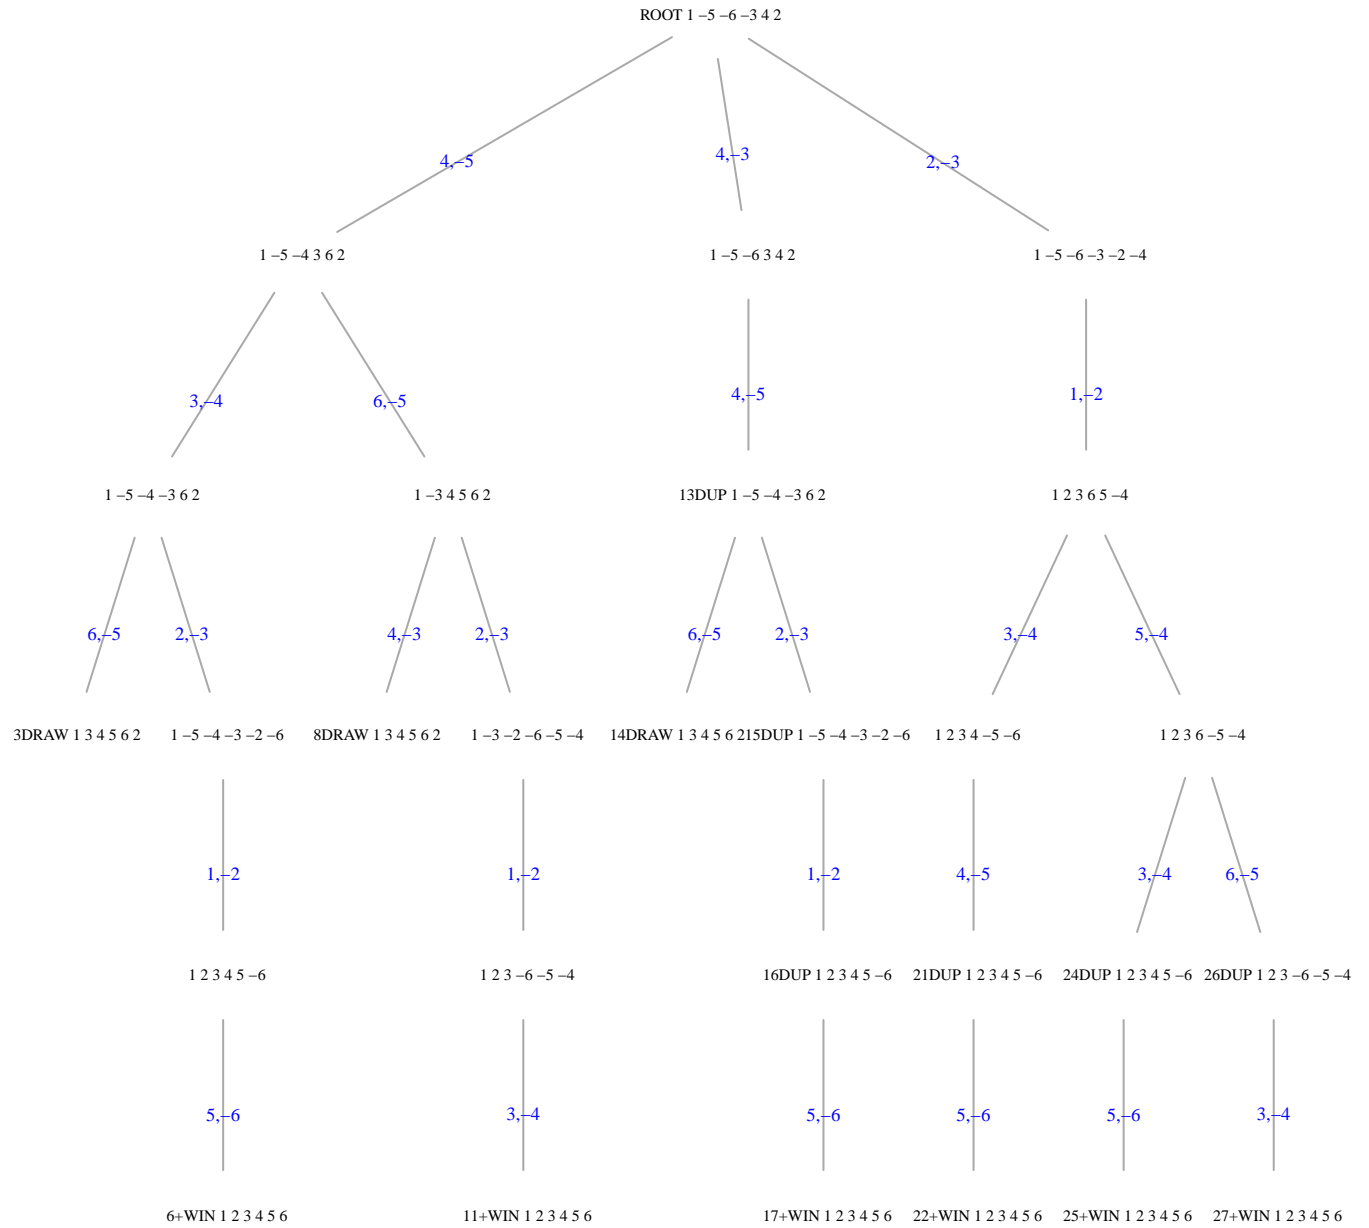 ROOT 1 –5 –6 –3 4 2
4,–5 4,–3 2,–3
1 –5 –4 3 6 2 1 –5 –6 3 4 2 1 –5 –6 –3 –2 –4
3,–4 6,–5 4,–5 1,–2
1 –5 –4 –3 6 2 1 –3 4 5 6 2 13DUP 1 –5 –4 –3 6 2 1 2 3 6 5 –4
6,–5 2,–3 4,–3 2,–3 6,–5 2,–3 3,–4 5,–4
3DRAW 1 3 4 5 6 2 1 –5 –4 –3 –2 –6 8DRAW 1 3 4 5 6 2 1 –3 –2 –6 –5 –4 14DRAW 1 3 4 5 6 215DUP 1 –5 –4 –3 –2 –6 1 2 3 4 –5 –6 1 2 3 6 –5 –4
1,–2 1,–2 1,–2 4,–5 3,–4 6,–5
1 2 3 4 5 –6 1 2 3 –6 –5 –4 16DUP 1 2 3 4 5 –6 21DUP 1 2 3 4 5 –6 24DUP 1 2 3 4 5 –6 26DUP 1 2 3 –6 –5 –4
5,–6 3,–4 5,–6 5,–6 5,–6 3,–4
6+WIN 1 2 3 4 5 6 11+WIN 1 2 3 4 5 6 17+WIN 1 2 3 4 5 6 22+WIN 1 2 3 4 5 6 25+WIN 1 2 3 4 5 6 27+WIN 1 2 3 4 5 6